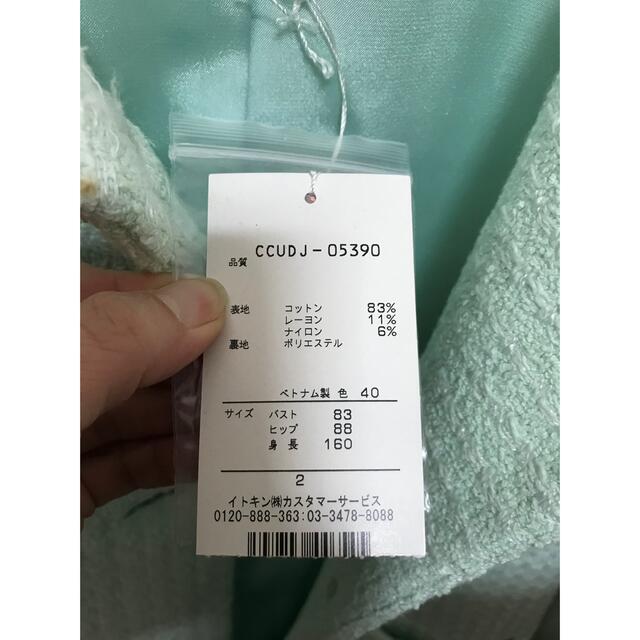 CCUDJ-05390
品質
表地 コットン 83%
レーヨン 11%
ナイロン 6%
裏地 ポリエステル
ベトナム製 色 40
サイズ バスト 83
ヒップ 88
身 長 160
2
イトキン㈱カスタマーサービス
0120-888-363:03-3478-8088